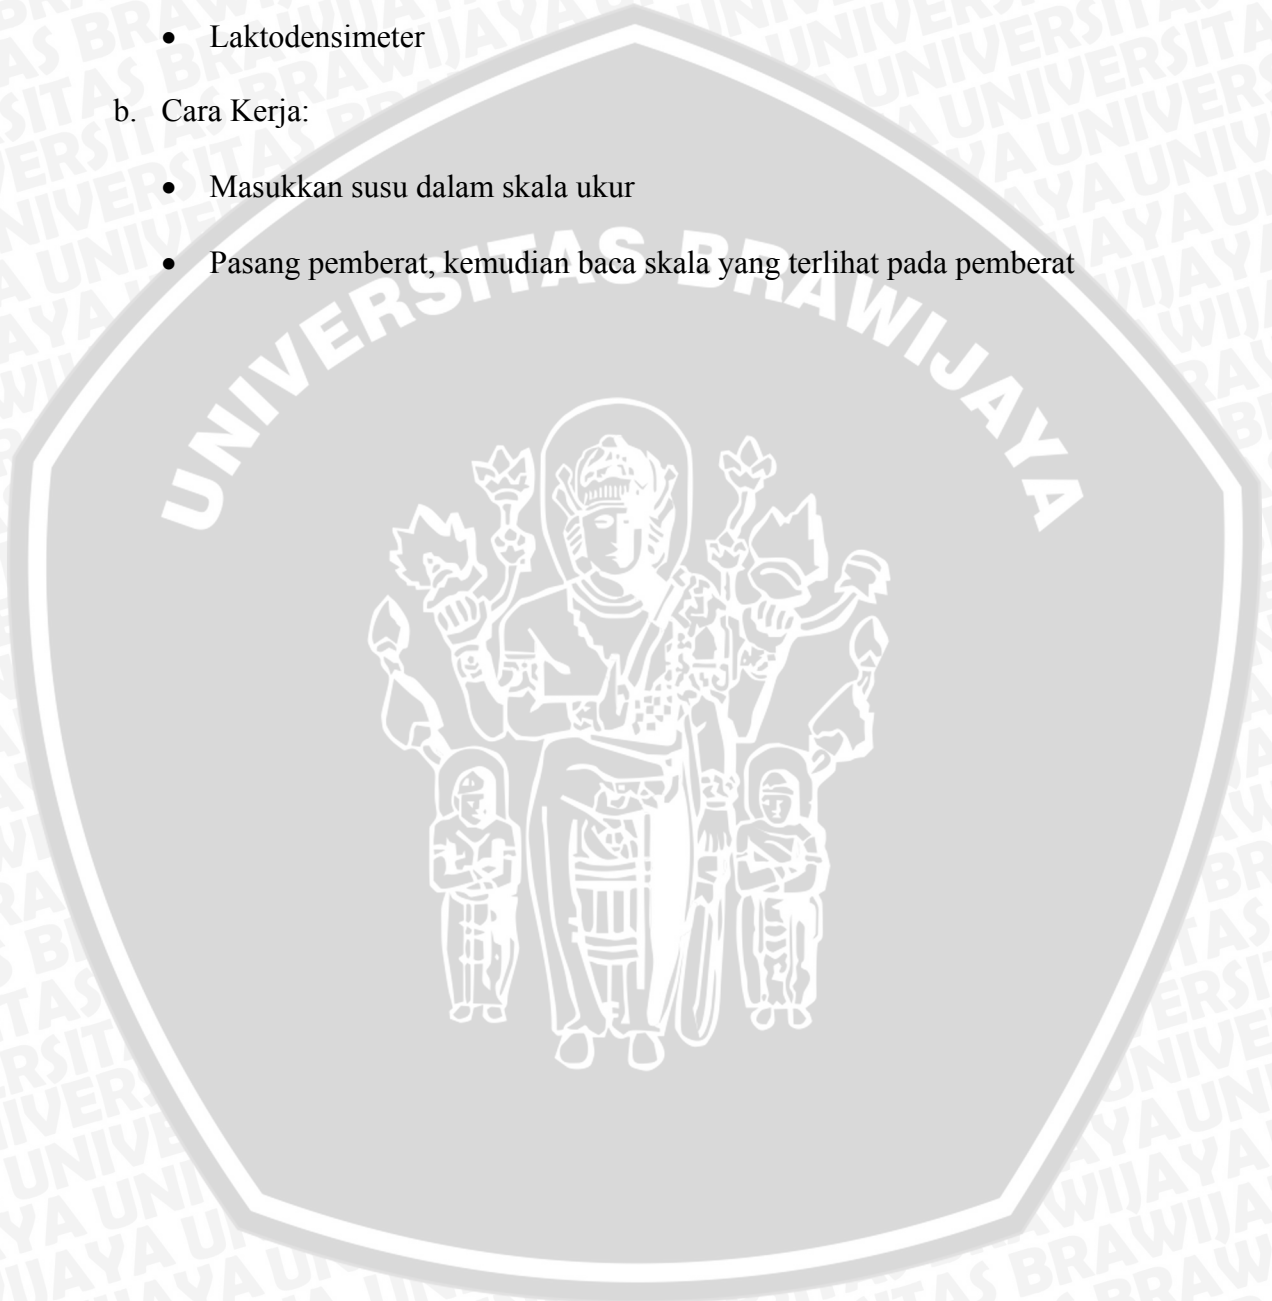 • Laktodensimeter
b. Cara Kerja:
• Masukkan susu dalam skala ukur
• Pasang pemberat, kemudian baca skala yang terlihat pada pemberat
UNIVERSITAS BRAWIJAYA